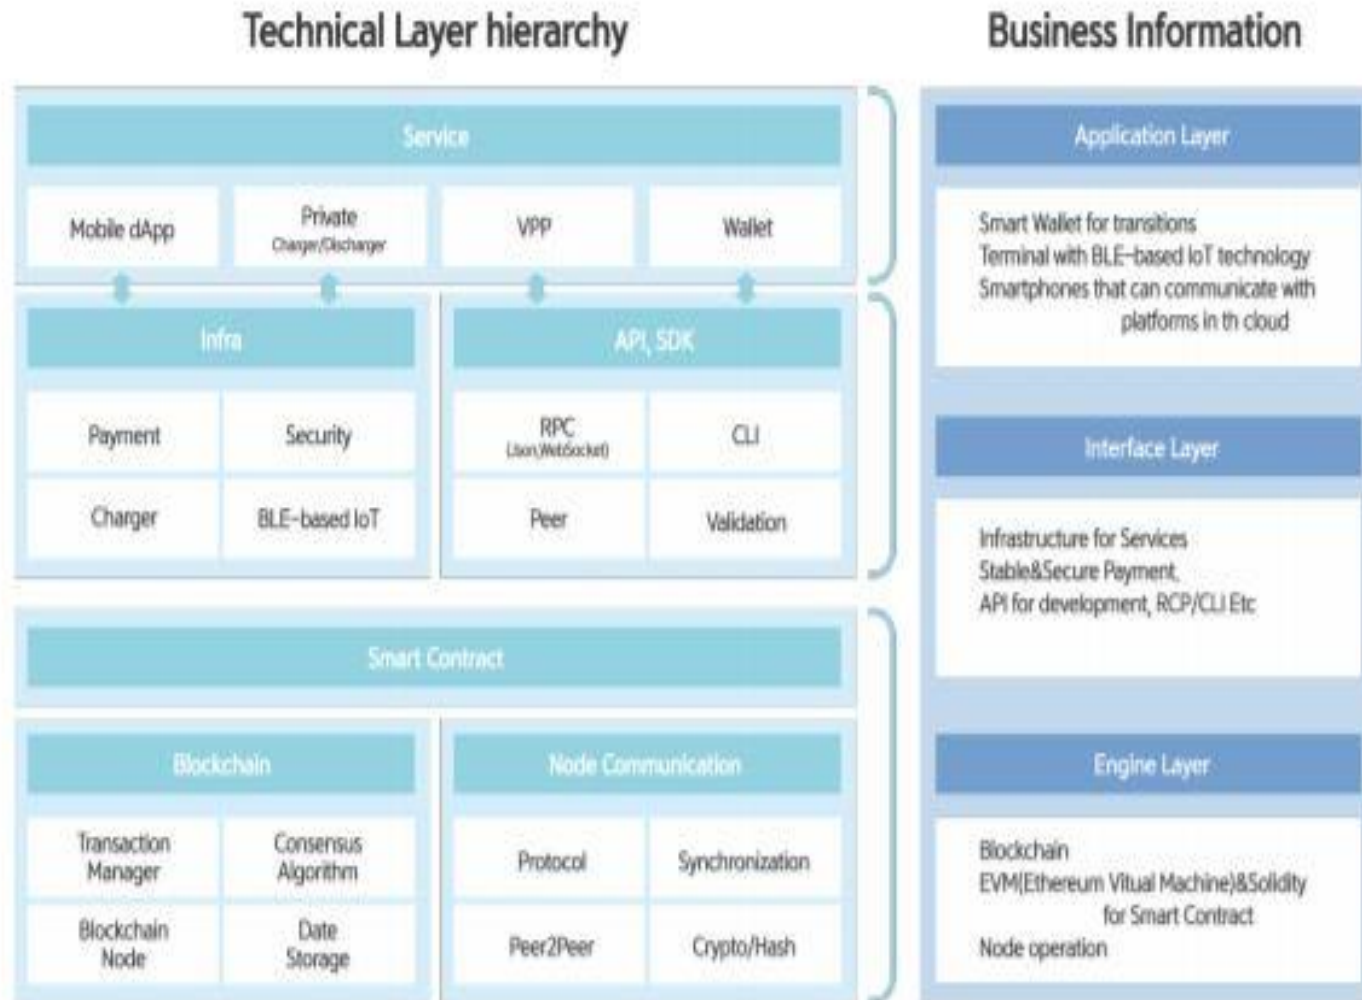 Technical Layer hierarchy
Business Information
Service
Mobile dApp
Private
Charger/Discharger
VPP
Wallet
Infra
API, SDK
Payment
Security
Charger
BLE-based IoT
RPC
(Json,WebSocket)
CLI
Peer
Validation
Smart Contract
Blockchain
Node Communication
Transaction
Manager
Consensus
Algorithm
Blockchain
Node
Date
Storage
Protocol
Synchronization
Peer2Peer
Crypto/Hash
Application Layer
Smart Wallet for transitions
Terminal with BLE-based IoT technology
Smartphones that can communicate with
platforms in th cloud
Interface Layer
Infrastructure for Services
Stable&Secure Payment,
API for development, RCP/CLI Etc
Engine Layer
Blockchain
EVM(Ethereum Vitual Machine)&Solidity
for Smart Contract
Node operation